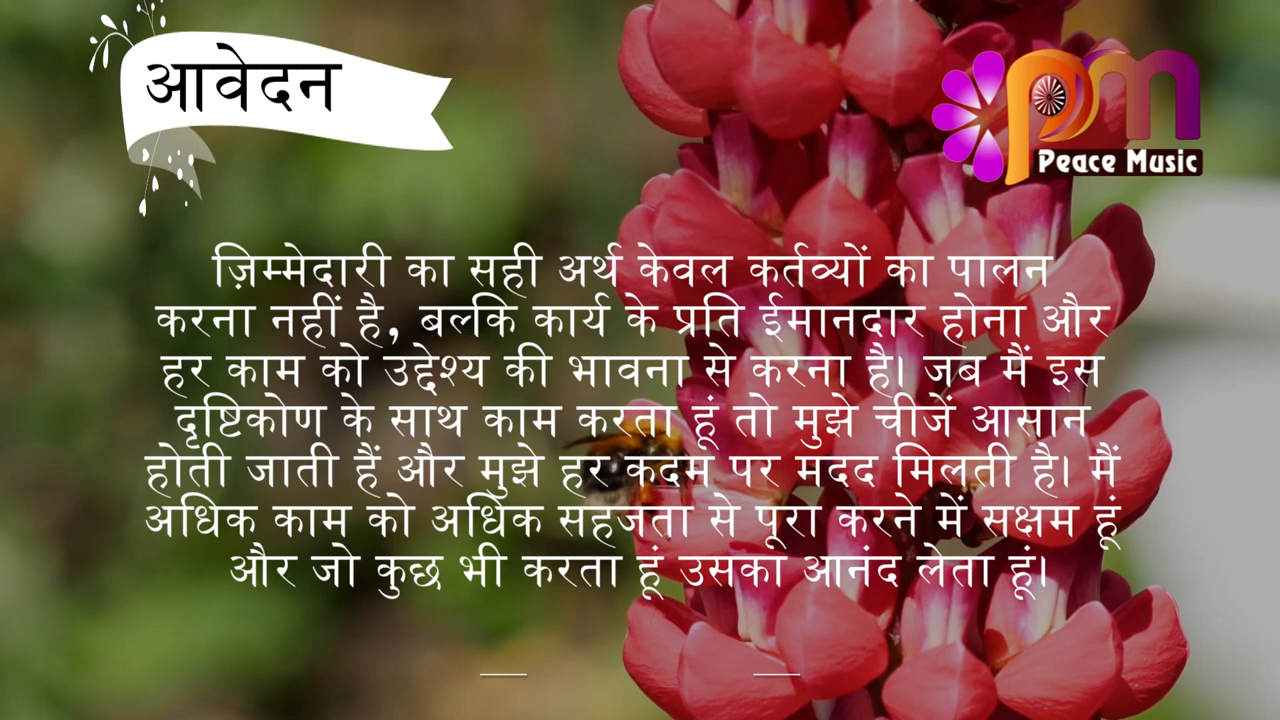 आवेदन
pm
Peace Music
ज़िम्मेदारी का सही अर्थ केवल कर्तव्यों का पालन
करना नहीं है, बल्कि कार्य के प्रति ईमानदार होना और
हर काम को उद्देश्य की भावना से करना है। जब मैं इस
दृष्टिकोण के साथ काम करता हूं तो मुझे चीजें आसान
होती जाती हैं और मुझे हर कदम पर मदद मिलती है। मैं
अधिक काम को अधिक सहजता से पूरा करने में सक्षम हूं
और जो कुछ भी करता हूं उसका आनंद लेता हूं।